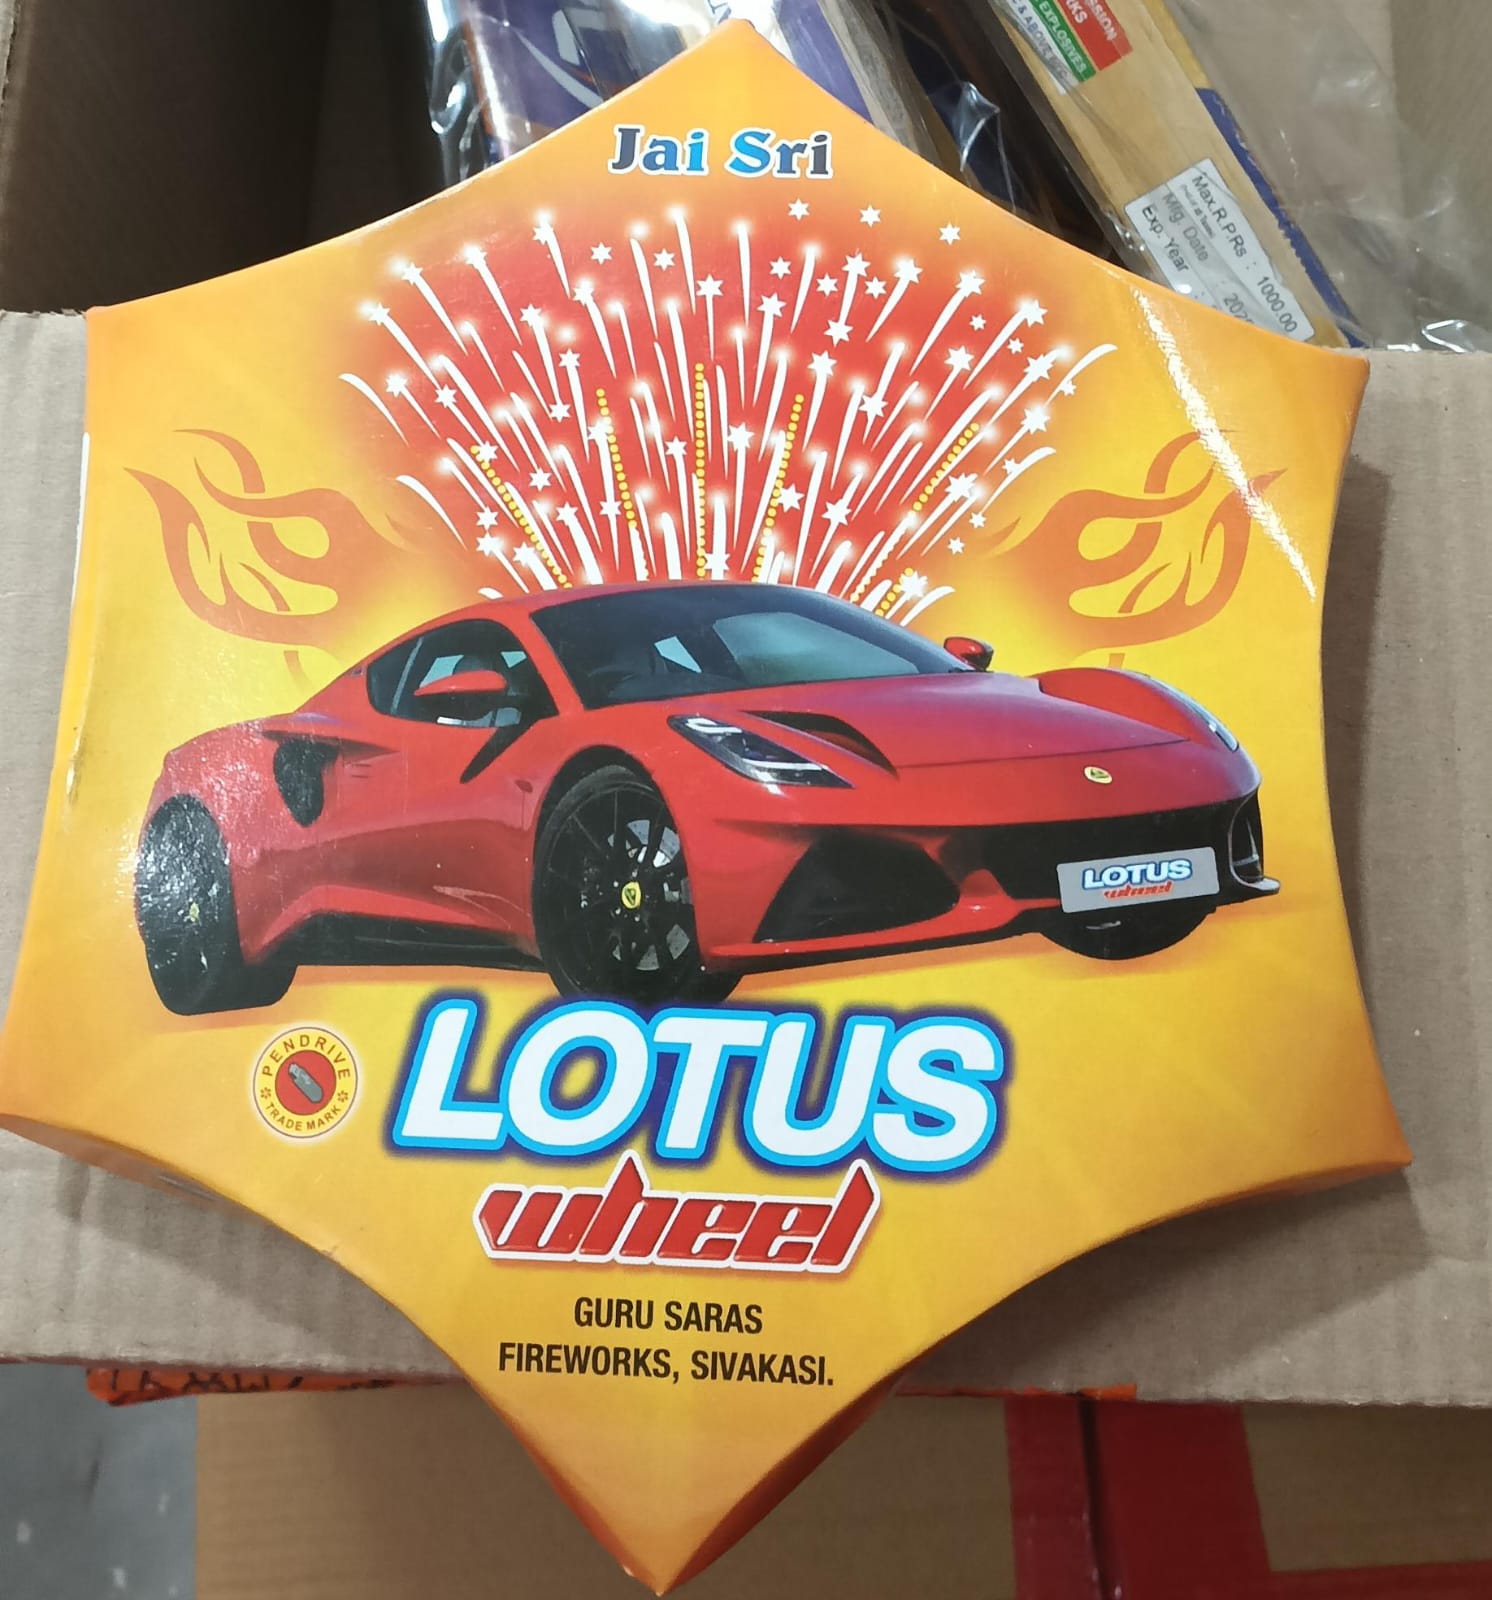 Jai Sri
LOTUS
wheel
PENDRIVE
TRADE MARK
LOTUS
wheel
GURU SARAS
FIREWORKS, SIVAKASI.
EXPLOSIVES
Max.R.P.Rs : 1000.00
Mfg. Date
Exp. Year :